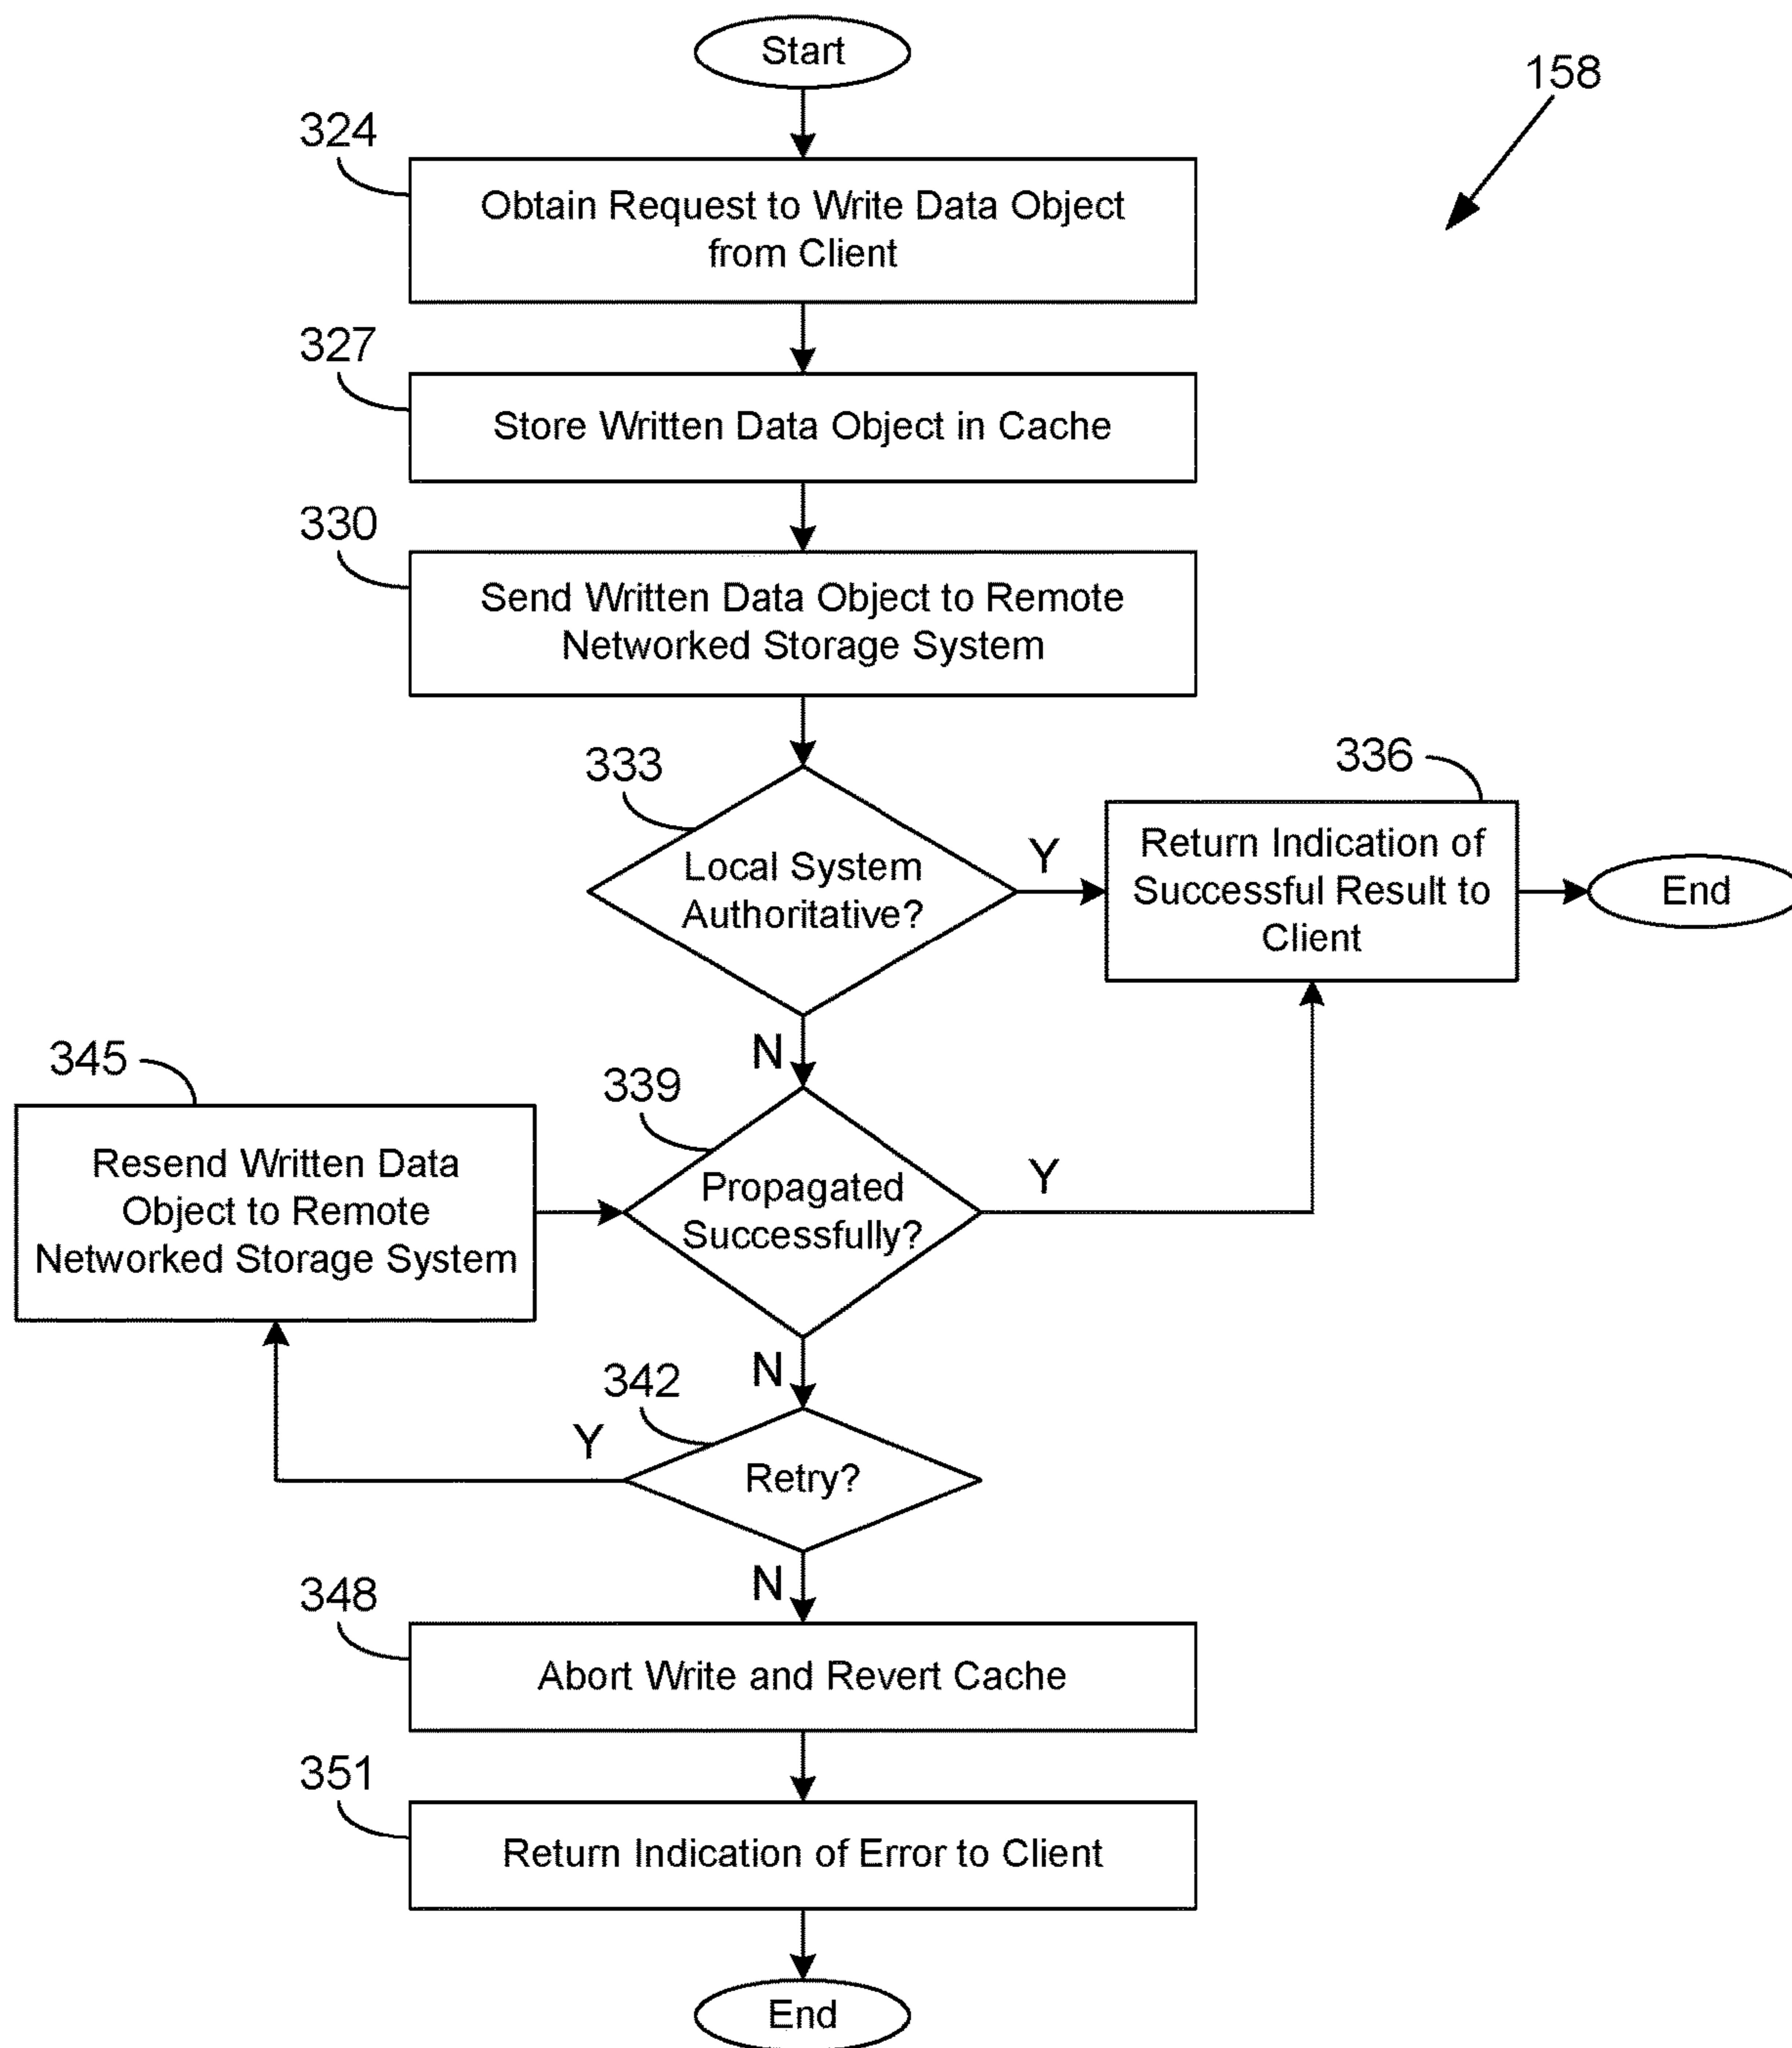 Start
158
324
Obtain Request to Write Data Object
from Client
327
Store Written Data Object in Cache
330
Send Written Data Object to Remote
Networked Storage System
333
Local System
Authoritative?
Y
336
Return Indication of
Successful Result to
Client
End
N
345
Resend Written Data
Object to Remote
Networked Storage System
339
Propagated
Successfully?
Y
N
342
Y
Retry?
N
348
Abort Write and Revert Cache
351
Return Indication of Error to Client
End